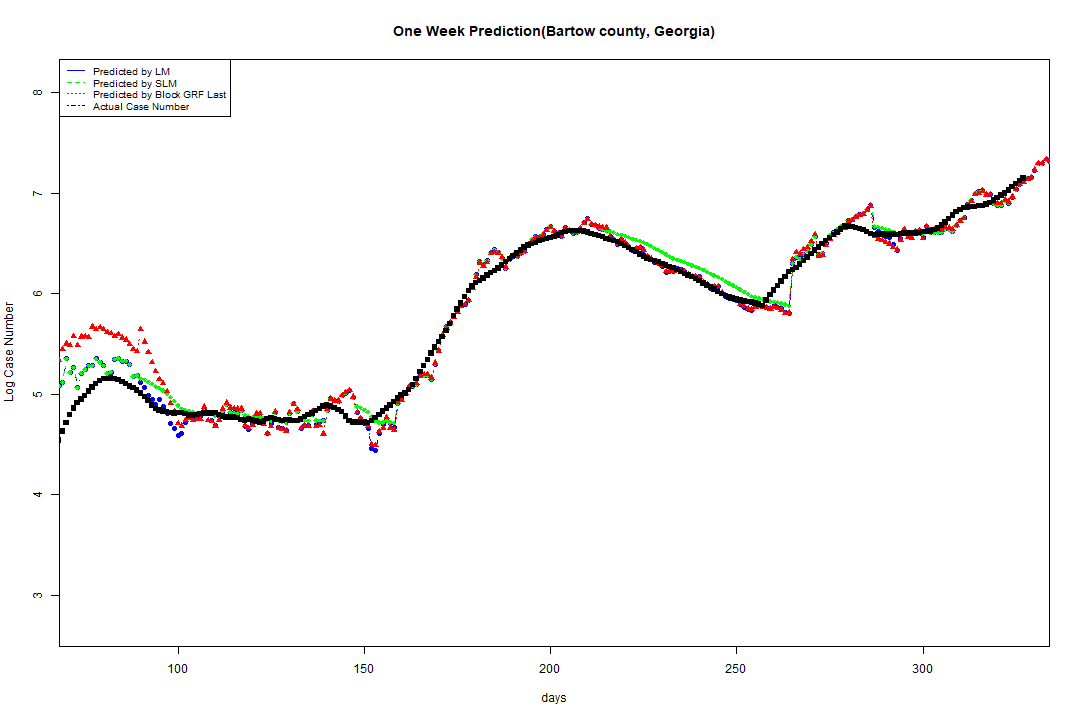 One Week Prediction(Bartow county, Georgia)
Predicted by LM
Predicted by SLM
Predicted by Block GRF Last
Actual Case Number
Log Case Number
8
7
6
5
4
3
100 150 200 250 300
days